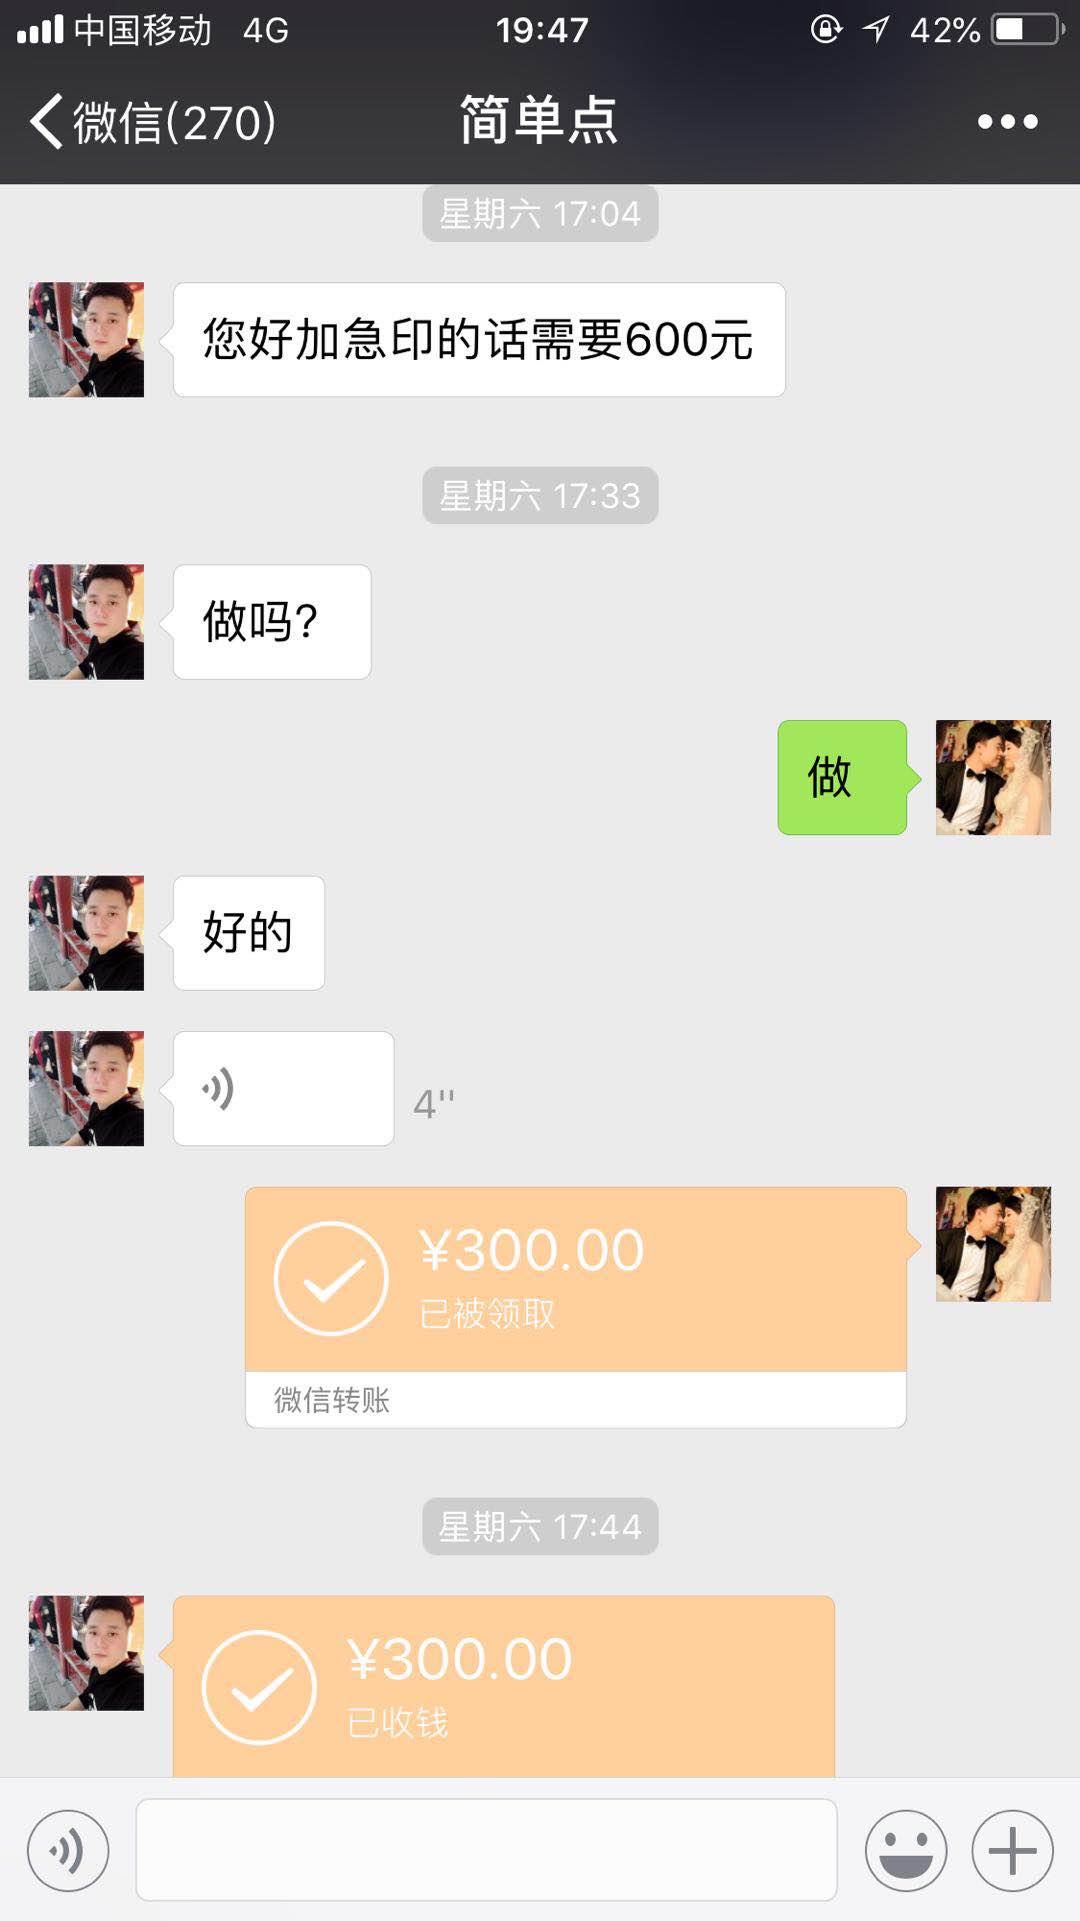 中国移动 4G 19:47 42%
微信(270) 简单点
星期六 17:04
您好加急印的话需要600元
星期六 17:33
做吗?
做
好的
4''
¥300.00
已被领取
微信转账
星期六 17:44
¥300.00
已收钱